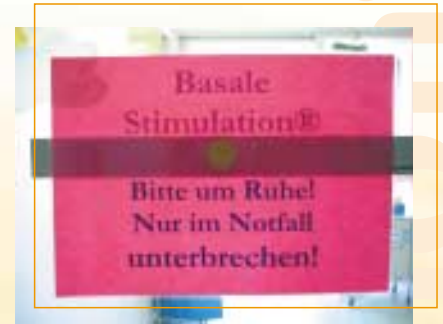 Basale
Stimulation®
Bitte um Ruhe!
Nur im Notfall
unterbrechen!